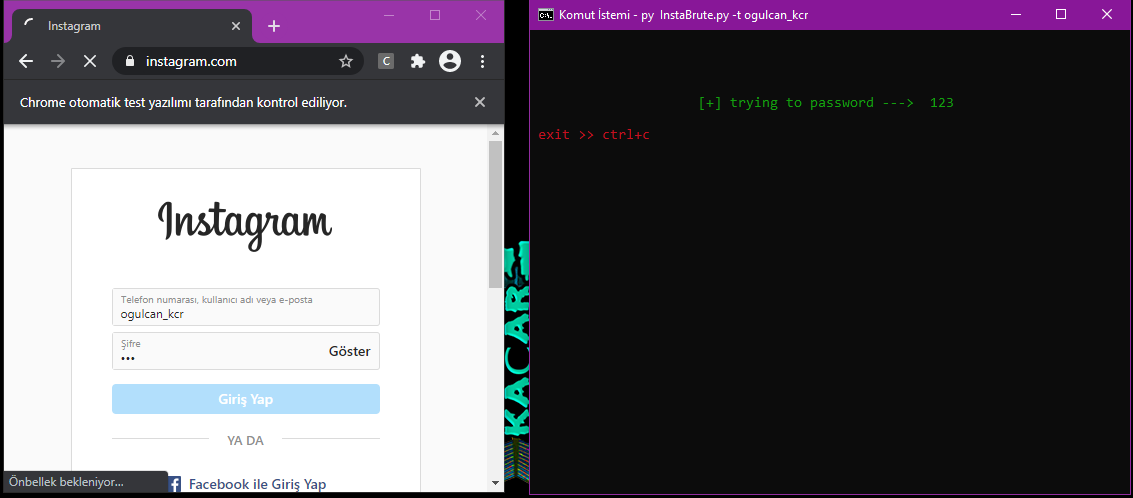 Instagram
instagram.com
C
Chrome otomatik test yazılımı tarafından kontrol ediliyor.
Instagram
Telefon numarası, kullanıcı adı veya e-posta
ogulcan_kcr
Şifre
•••
Göster
Giriş Yap
YA DA
Facebook ile Giriş Yap
Önbellek bekleniyor...
KACAR
Komut İstemi - py  InstaBrute.py -t ogulcan_kcr
[+] trying to password --->  123
exit >> ctrl+c